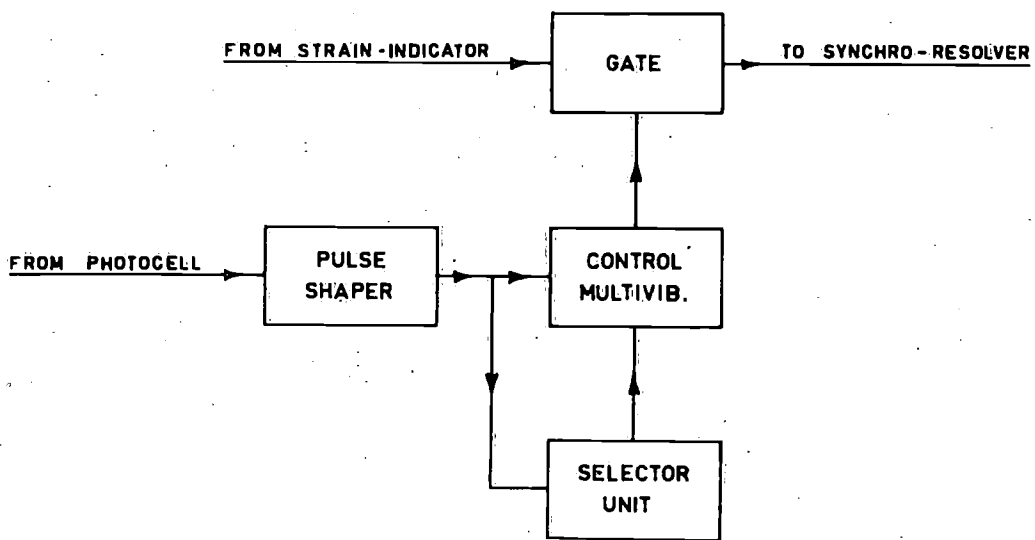 FROM STRAIN-INDICATOR
GATE
TO SYNCHRO-RESOLVER
FROM PHOTOCELL
PULSE
SHAPER
CONTROL
MULTIVIB.
SELECTOR
UNIT